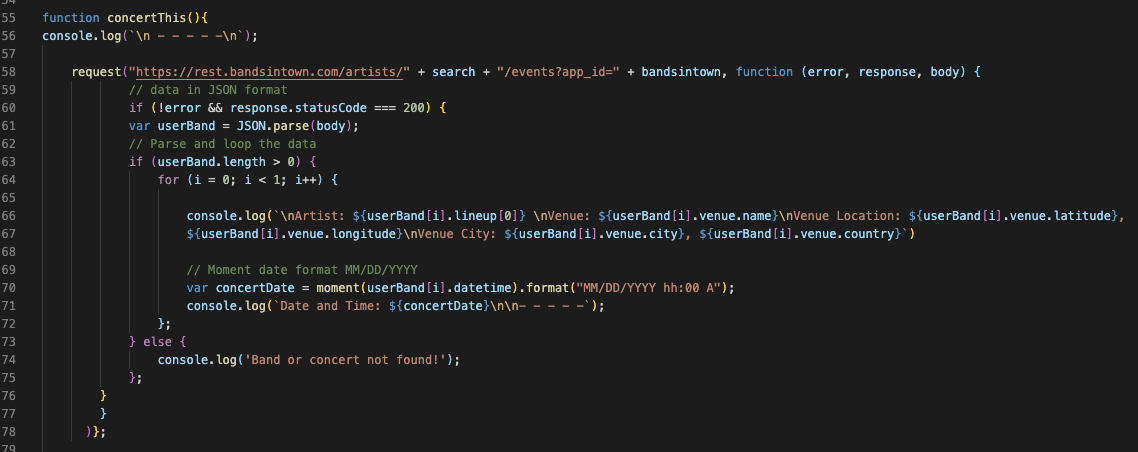 54
55 function concertThis(){
56 console.log(`\n - - - - -\n`);
57
58 request("https://rest.bandsintown.com/artists/" + search + "/events?app_id=" + bandsintown, function (error, response, body) {
59 // data in JSON format
60 if (!error && response.statusCode === 200) {
61 var userBand = JSON.parse(body);
62 // Parse and loop the data
63 if (userBand.length > 0) {
64 for (i = 0; i < 1; i++) {
65
66 console.log(`\nArtist: ${userBand[i].lineup[0]} \nVenue: ${userBand[i].venue.name}\nVenue Location: ${userBand[i].venue.latitude},
67 ${userBand[i].venue.longitude}\nVenue City: ${userBand[i].venue.city}, ${userBand[i].venue.country}`)
68
69 // Moment date format MM/DD/YYYY
70 var concertDate = moment(userBand[i].datetime).format("MM/DD/YYYY hh:00 A");
71 console.log(`Date and Time: ${concertDate}\n\n- - - - -`);
72 };
73 } else {
74 console.log('Band or concert not found!');
75 };
76 }
77 }
78 )};
79